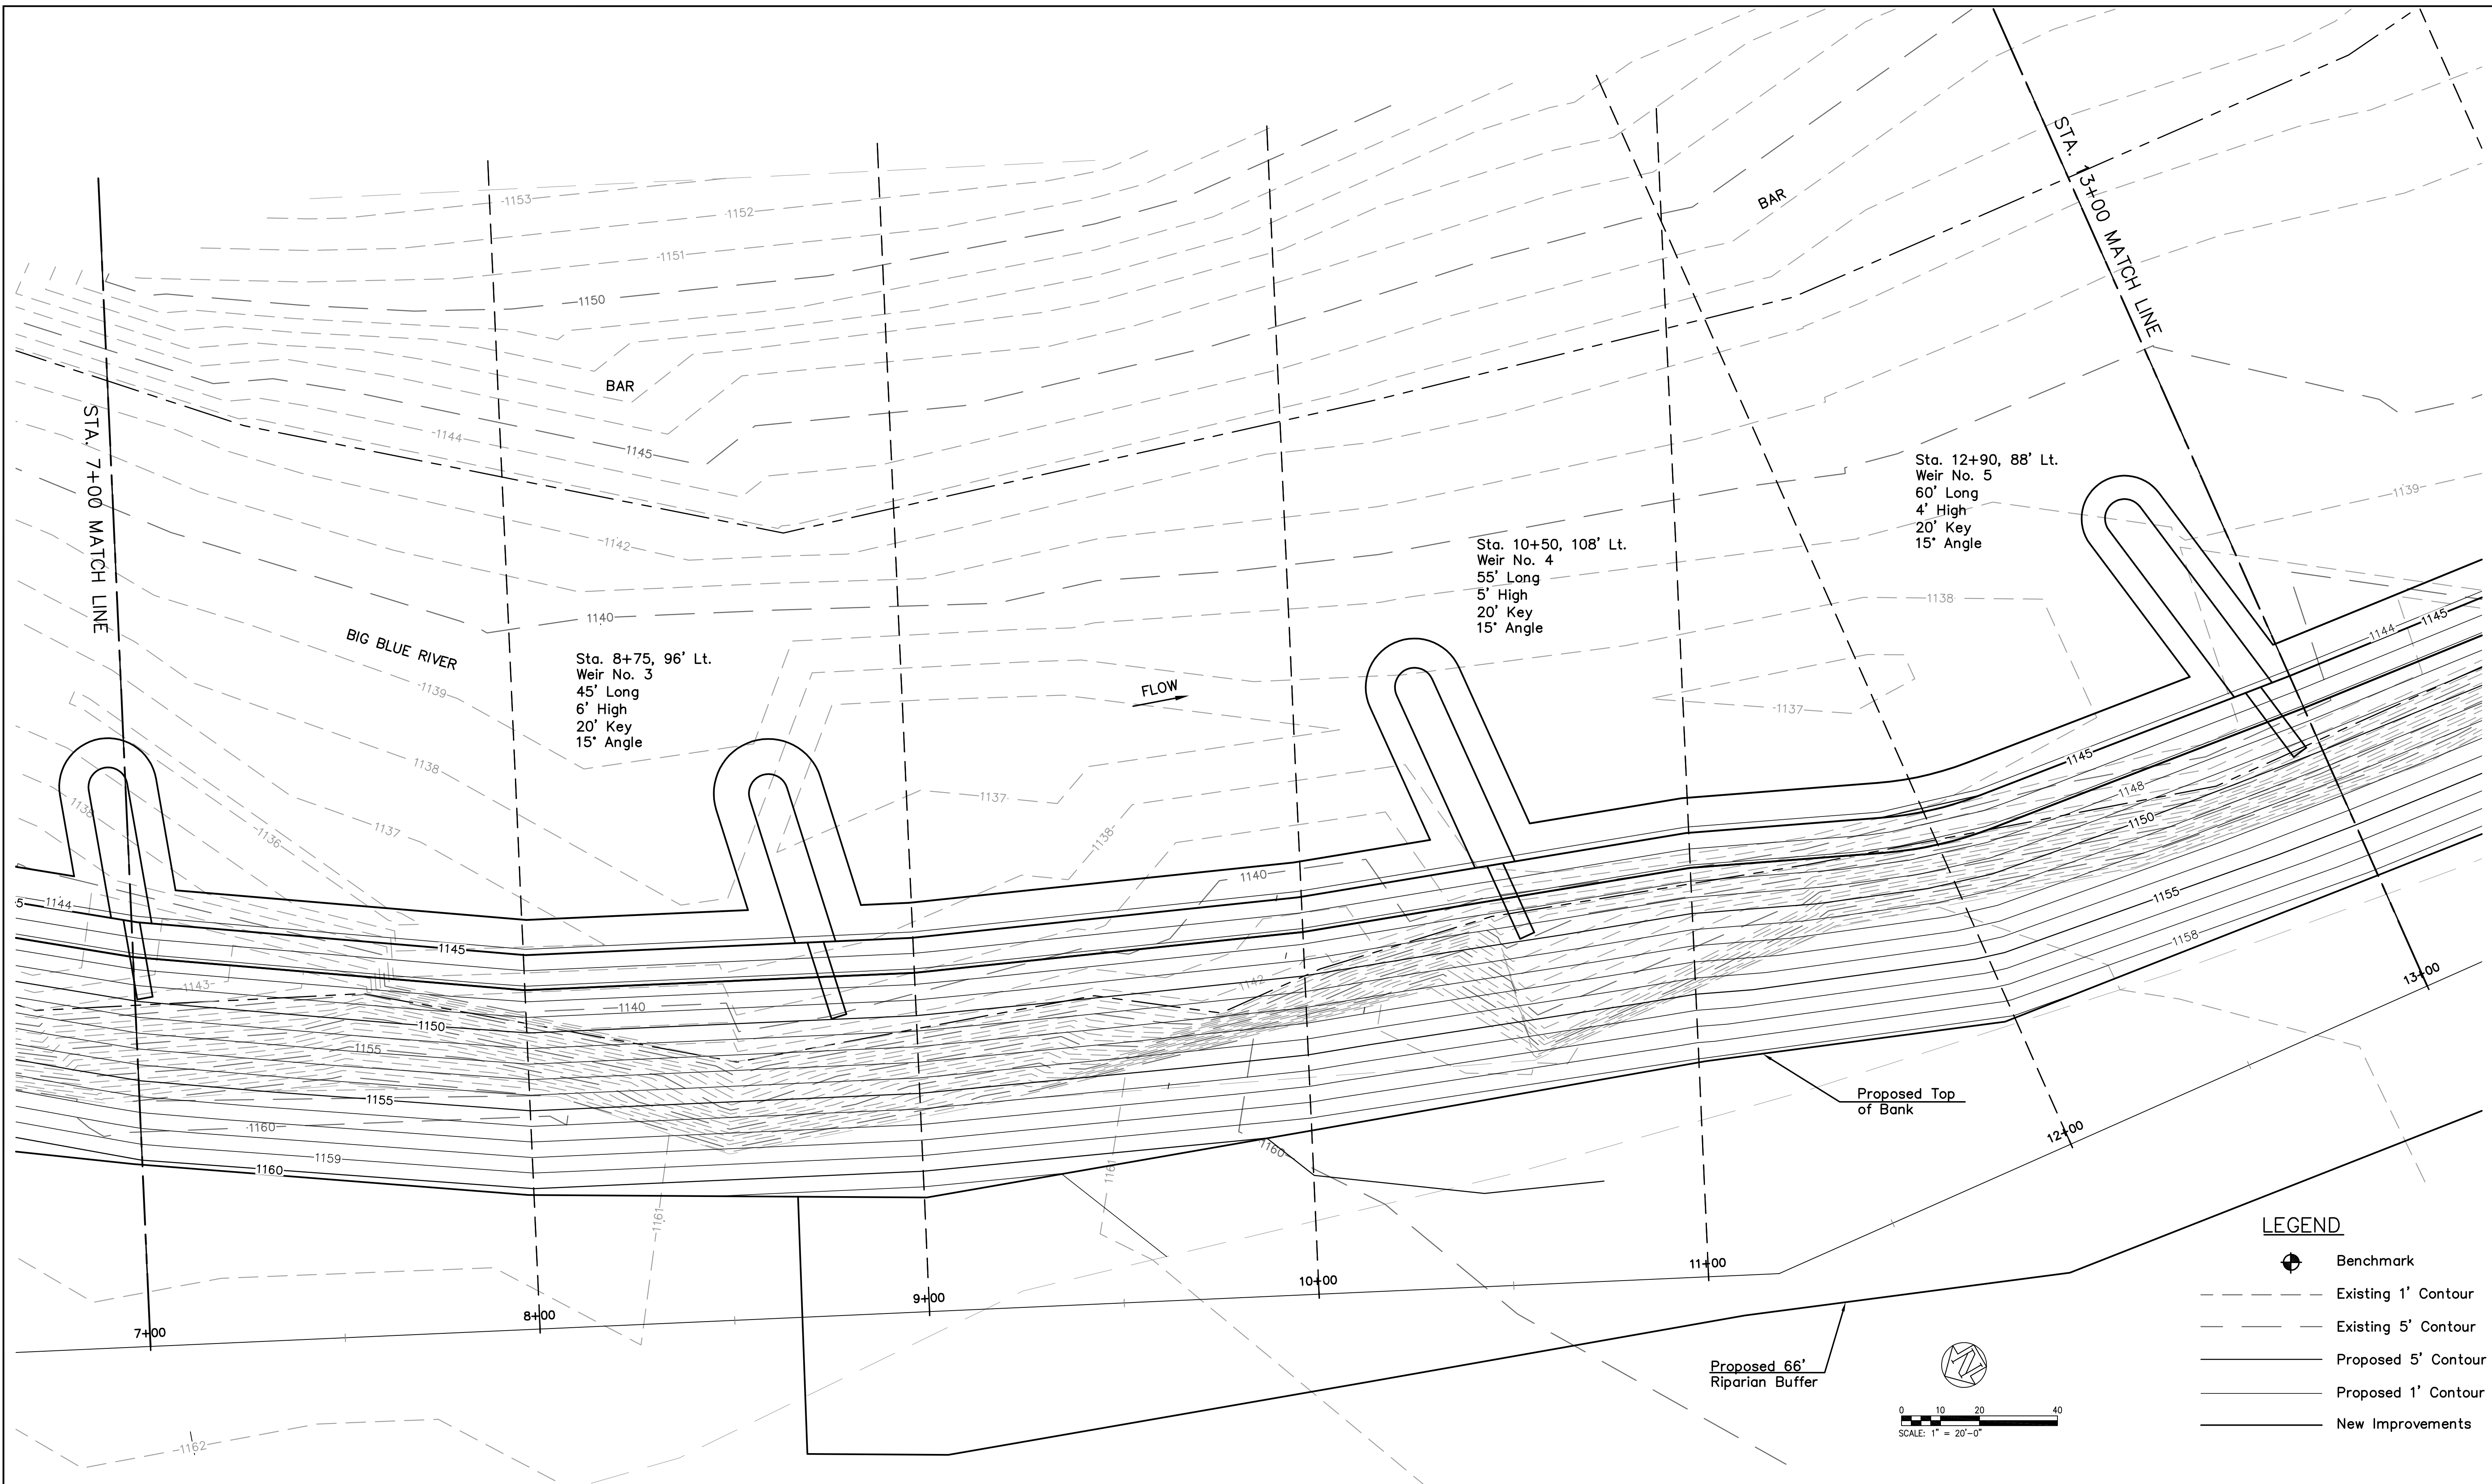 -1153
-1152
-1151
1150
BAR
BAR
STA. 13+00 MATCH LINE
STA. 7+00 MATCH LINE
-1144
1145
-1142
1140
BIG BLUE RIVER
-1139
1138
1137
1138
-1136
Sta. 8+75, 96' Lt.
Weir No. 3
45' Long
6' High
20' Key
15° Angle
FLOW
Sta. 10+50, 108' Lt.
Weir No. 4
55' Long
5' High
20' Key
15° Angle
Sta. 12+90, 88' Lt.
Weir No. 5
60' Long
4' High
20' Key
15° Angle
-1139
-1138
-1137
-1137
-1138
1140
1144
1145
1145
1148
1150
1155
1158
5
1144
1145
-1143
1140
1142
1150
1155
1155
-1160
1159
1160
1160
1161
1161
-1162
7+00
8+00
9+00
10+00
11+00
12+00
13+00
Proposed Top
of Bank
Proposed 66'
Riparian Buffer
N
0 10 20 40
SCALE: 1" = 20'-0"
LEGEND
Benchmark
Existing 1' Contour
Existing 5' Contour
Proposed 5' Contour
Proposed 1' Contour
New Improvements